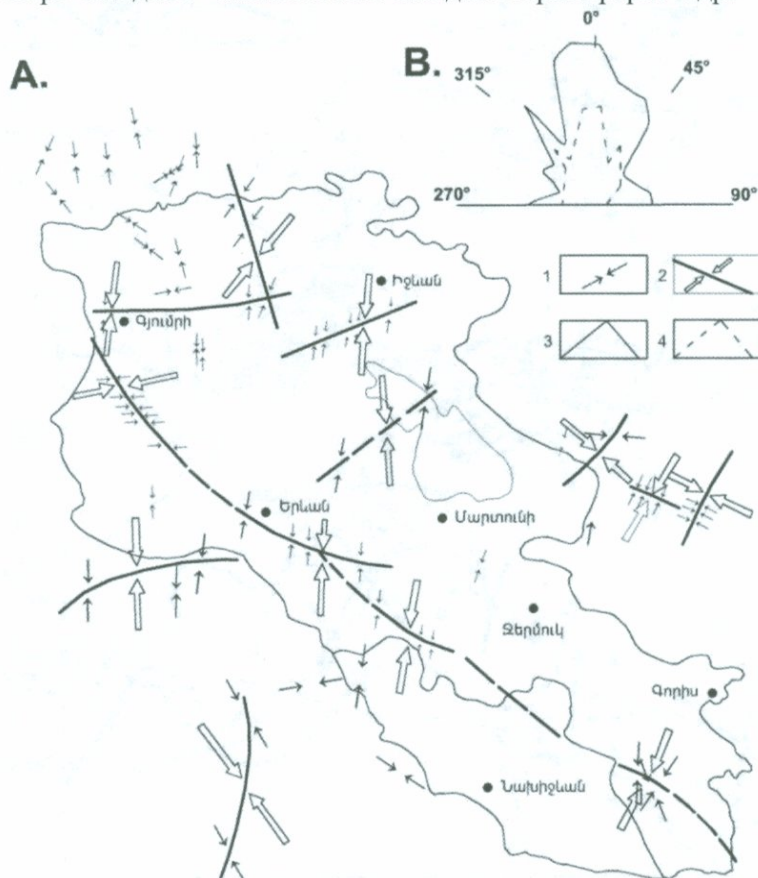 A.
B.
0°
315°
45°
270°
90°
1
2
3
4
Իջևան
Գյումրի
Երևան
Մարտունի
Ջերմուկ
Գորիս
Նախիջևան